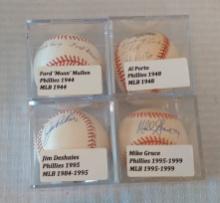 Ford 'Moon' Mullen
Phillies 1944
MLB 1944
Al Porto
Phillies 1948
MLB 1948
Jim Deshaies
Phillies 1995
MLB 1984-1995
Mike Grace
Phillies 1995-1999
MLB 1995-1999